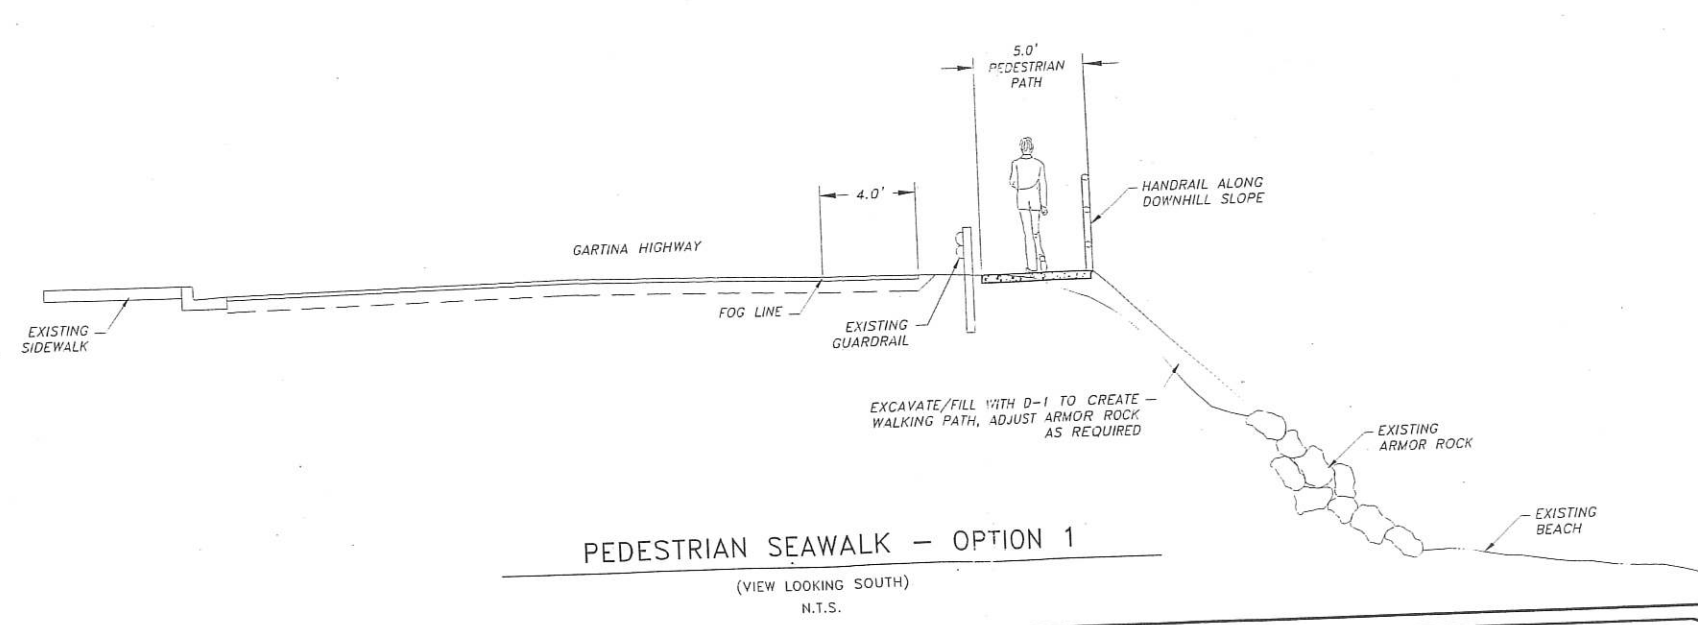 5.0'
PEDESTRIAN
PATH
4.0'
HANDRAIL ALONG
DOWNHILL SLOPE
GARTINA HIGHWAY
FOG LINE
EXISTING
SIDEWALK
EXISTING
GUARDRAIL
EXCAVATE/FILL WITH D-1 TO CREATE
WALKING PATH, ADJUST ARMOR ROCK
AS REQUIRED
EXISTING
ARMOR ROCK
EXISTING
BEACH
PEDESTRIAN SEAWALK - OPTION 1
(VIEW LOOKING SOUTH)
N.T.S.